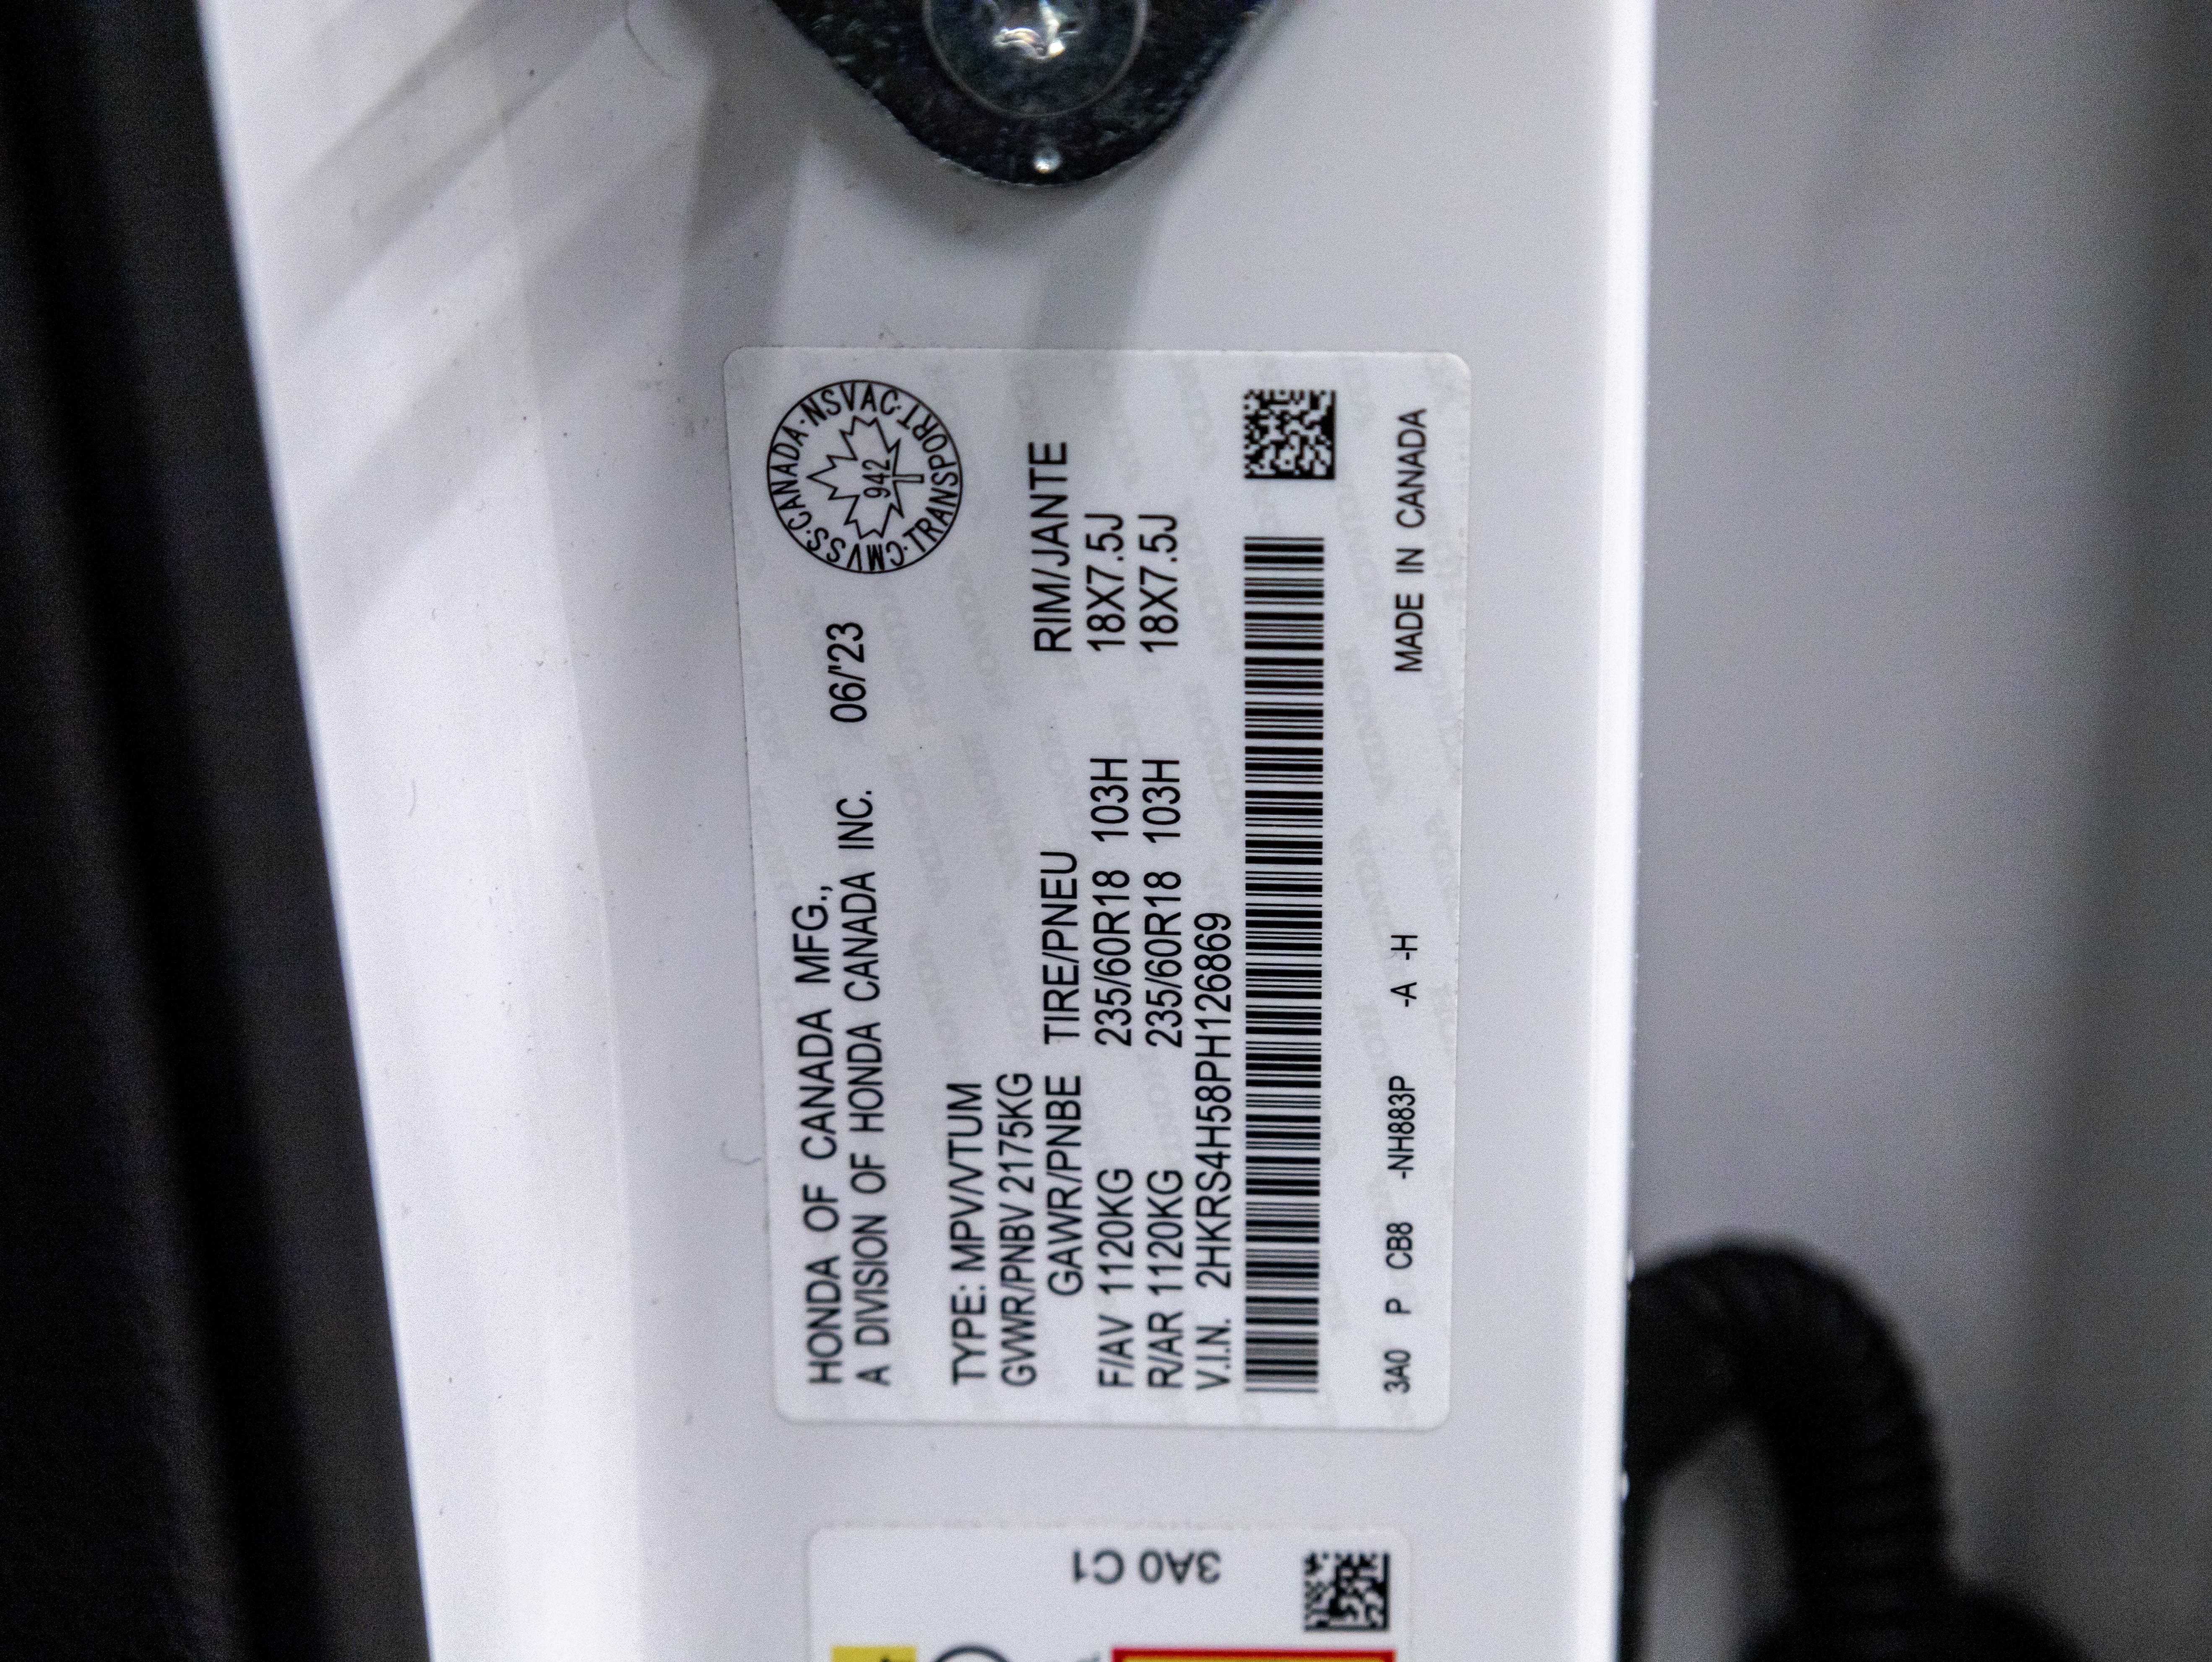 HONDA OF CANADA MFG.,
A DIVISION OF HONDA CANADA INC. 06/'23
CMVSS·CANADA·NSVAC·TRANSPORT·
942
TYPE: MPV/VTUM
GVWR/PNBV 2175KG
GAWR/PNBE TIRE/PNEU RIM/JANTE
F/AV 1120KG 235/60R18 103H 18X7.5J
R/AR 1120KG 235/60R18 103H 18X7.5J
V.I.N. 2HKRS4H58PH126869
3A0 P CB8 -NH883P -A -H MADE IN CANADA
3A0 C1